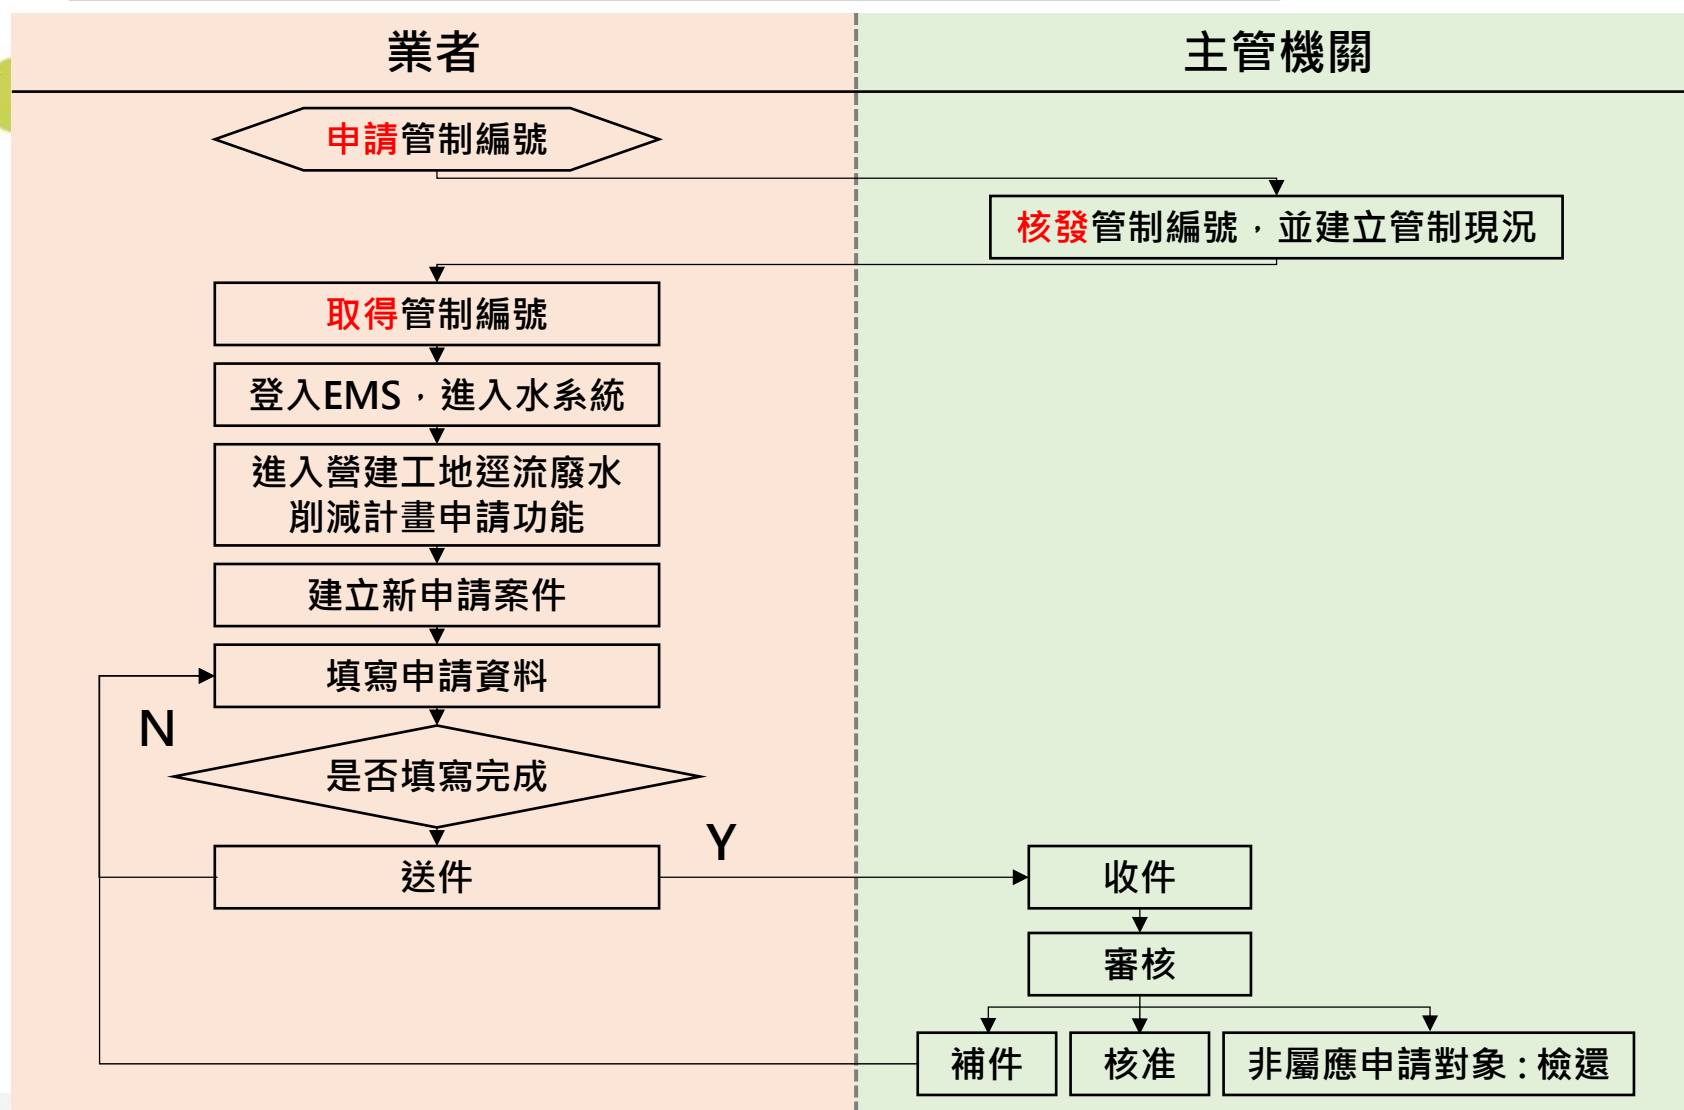 業者
主管機關
申請管制編號
核發管制編號，並建立管制現況
取得管制編號
登入EMS，進入水系統
進入營建工地逕流廢水
削減計畫申請功能
建立新申請案件
填寫申請資料
N
是否填寫完成
Y
送件
收件
審核
補件
核准
非屬應申請對象：檢還